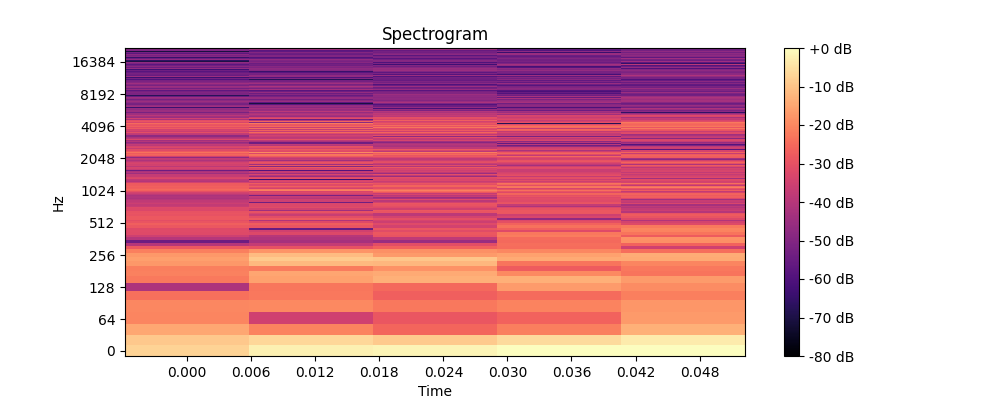 Spectrogram
Hz
16384
8192
4096
2048
1024
512
256
128
64
0
0.000 0.006 0.012 0.018 0.024 0.030 0.036 0.042 0.048
Time
+0 dB
-10 dB
-20 dB
-30 dB
-40 dB
-50 dB
-60 dB
-70 dB
-80 dB